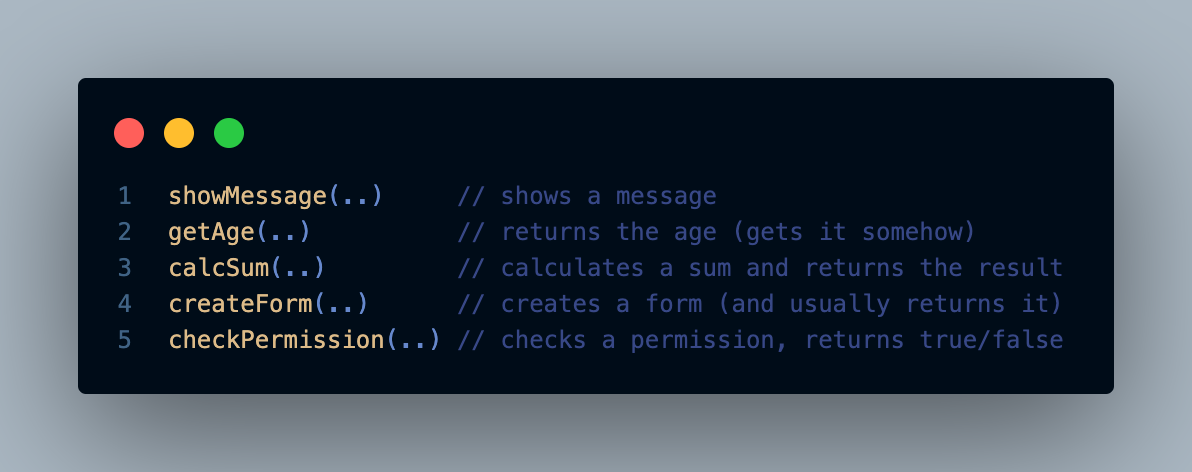 1 showMessage(..) // shows a message
2 getAge(..) // returns the age (gets it somehow)
3 calcSum(..) // calculates a sum and returns the result
4 createForm(..) // creates a form (and usually returns it)
5 checkPermission(..) // checks a permission, returns true/false